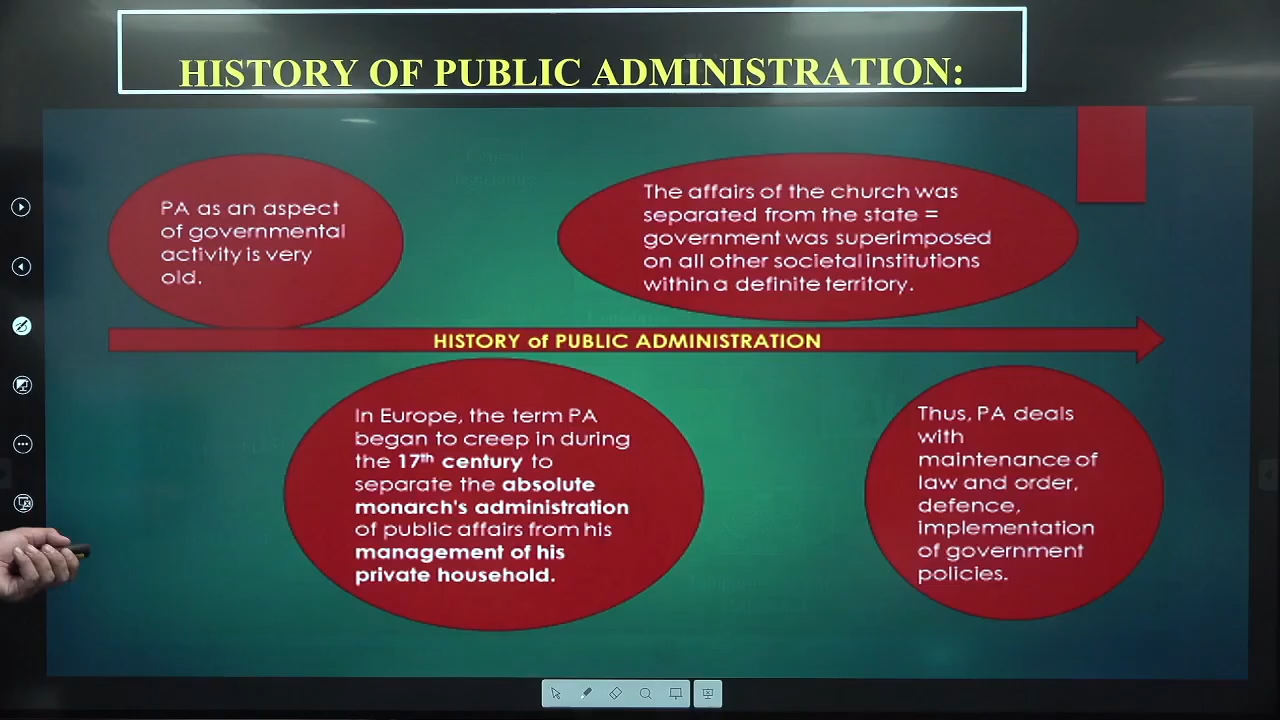 HISTORY OF PUBLIC ADMINISTRATION:
PA as an aspect
of governmental
activity is very
old.
The affairs of the church was
separated from the state =
government was superimposed
on all other societal institutions
within a definite territory.
HISTORY of PUBLIC ADMINISTRATION
In Europe, the term PA
began to creep in during
the 17th century to
separate the absolute
monarch's administration
of public affairs from his
management of his
private household.
Thus, PA deals
with
maintenance of
law and order,
defence,
implementation
of government
policies.